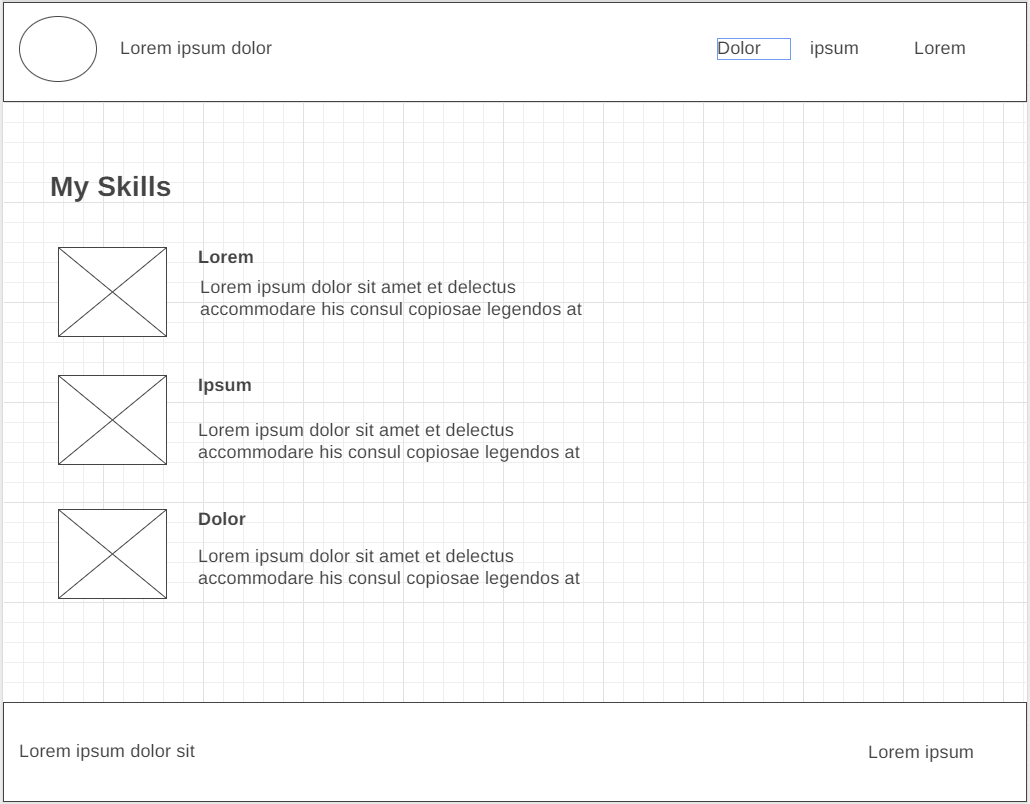 Lorem ipsum dolor
Dolor
ipsum
Lorem
My Skills
Lorem
Lorem ipsum dolor sit amet et delectus
accommodare his consul copiosae legendos at
Ipsum
Lorem ipsum dolor sit amet et delectus
accommodare his consul copiosae legendos at
Dolor
Lorem ipsum dolor sit amet et delectus
accommodare his consul copiosae legendos at
Lorem ipsum dolor sit
Lorem ipsum